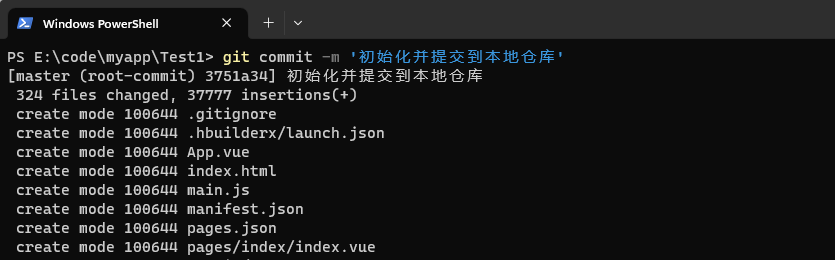 Windows PowerShell
PS E:\code\myapp\Test1> git commit -m '初始化并提交到本地仓库'
[master (root-commit) 3751a34] 初始化并提交到本地仓库
324 files changed, 37777 insertions(+)
create mode 100644 .gitignore
create mode 100644 .hbuilderx/launch.json
create mode 100644 App.vue
create mode 100644 index.html
create mode 100644 main.js
create mode 100644 manifest.json
create mode 100644 pages.json
create mode 100644 pages/index/index.vue